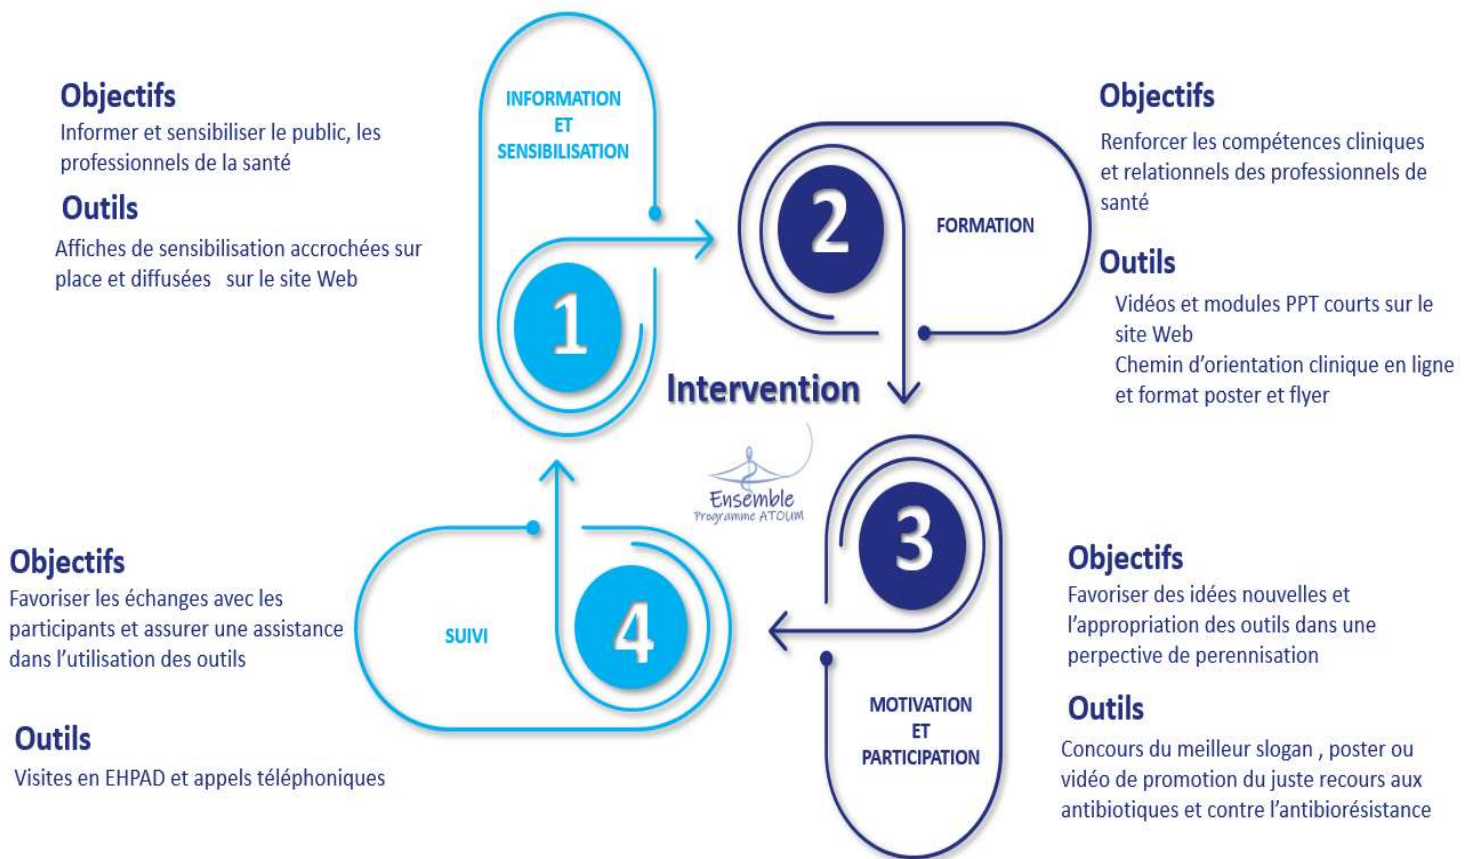 Objectifs
Informer et sensibiliser le public, les
professionnels de la santé
Outils
Affiches de sensibilisation accrochées sur
place et diffusées sur le site Web
INFORMATION
ET
SENSIBILISATION
1
2
FORMATION
Objectifs
Renforcer les compétences cliniques
et relationnels des professionnels de
santé
Outils
Vidéos et modules PPT courts sur le
site Web
Chemin d'orientation clinique en ligne
et format poster et flyer
Intervention
Ensemble
Programme ATOUM
3
MOTIVATION
ET
PARTICIPATION
Objectifs
Favoriser des idées nouvelles et
l'appropriation des outils dans une
perpective de perennisation
Outils
Concours du meilleur slogan , poster ou
vidéo de promotion du juste recours aux
antibiotiques et contre l'antibiorésistance
Objectifs
Favoriser les échanges avec les
participants et assurer une assistance
dans l'utilisation des outils
Outils
Visites en EHPAD et appels téléphoniques
SUIVI
4